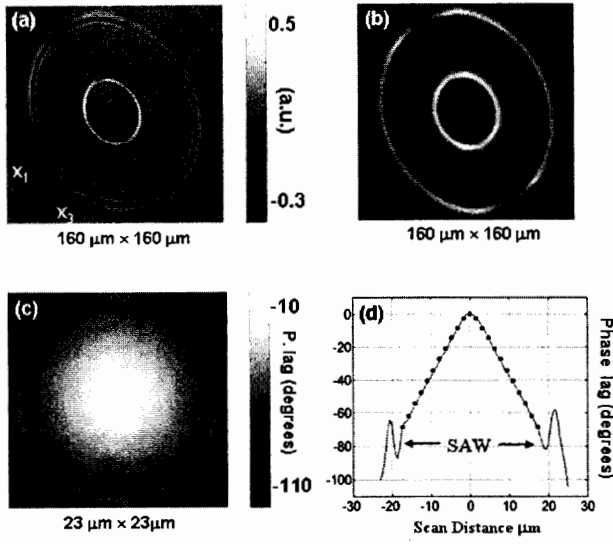 (a)
0.5
(a.u.)
-0.3
x1
x3
160 μm × 160 μm
(b)
160 μm × 160 μm
(c)
-10
P. lag (degrees)
-110
23 μm × 23μm
(d)
0
-20
-40
-60
-80
-100
SAW
-30 -20 -10 0 10 20 30
Scan Distance μm
Phase lag (degrees)